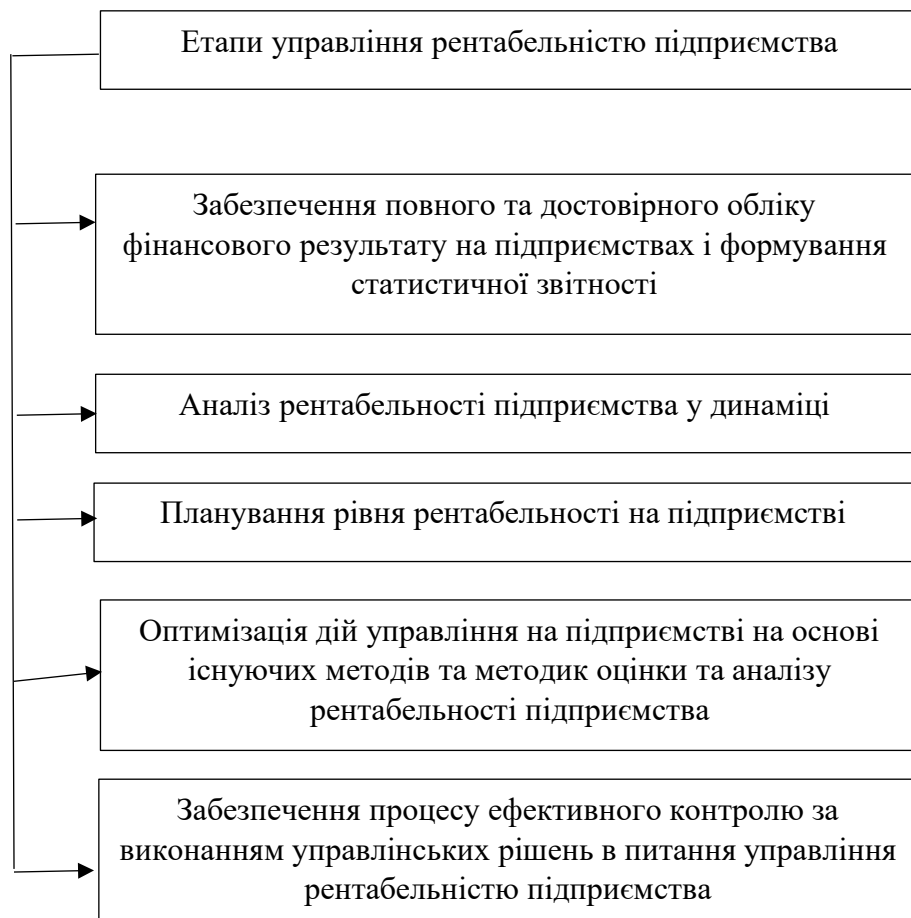 Етапи управління рентабельністю підприємства
Забезпечення повного та достовірного обліку
фінансового результату на підприємствах і формування
статистичної звітності
Аналіз рентабельності підприємства у динаміці
Планування рівня рентабельності на підприємстві
Оптимізація дій управління на підприємстві на основі
існуючих методів та методик оцінки та аналізу
рентабельності підприємства
Забезпечення процесу ефективного контролю за
виконанням управлінських рішень в питання управління
рентабельністю підприємства